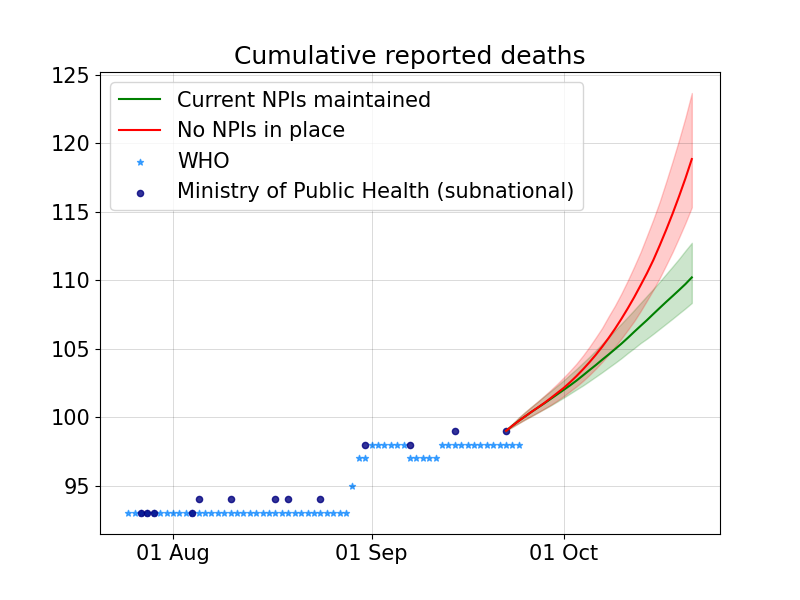 Cumulative reported deaths
125
120
115
110
105
100
95
Current NPIs maintained
No NPIs in place
WHO
Ministry of Public Health (subnational)
01 Aug
01 Sep
01 Oct